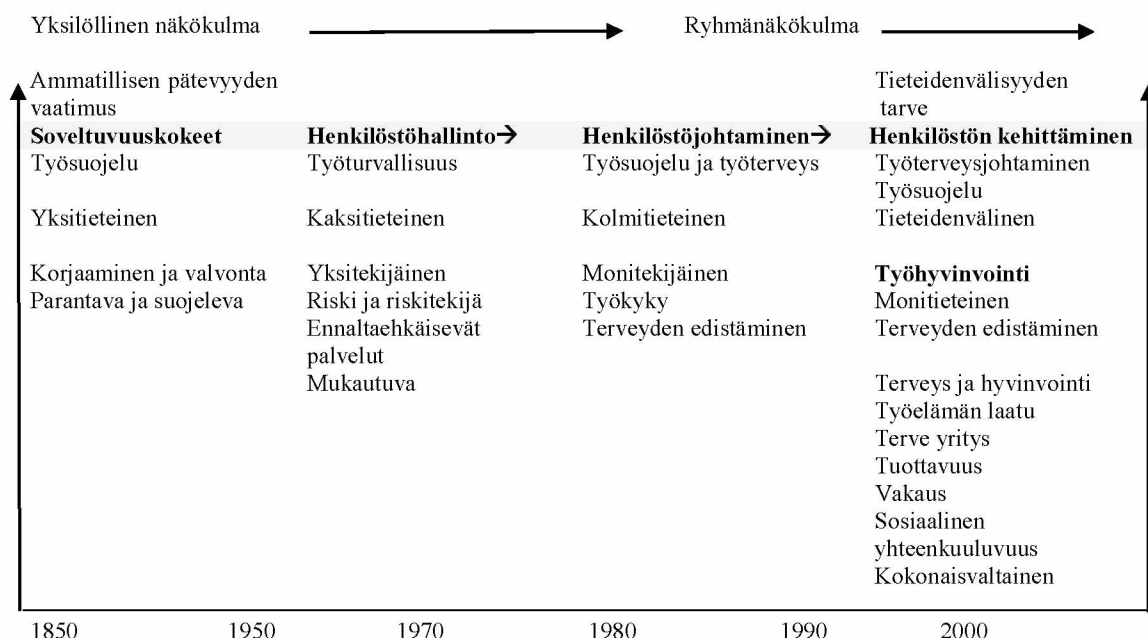 Yksilöllinen näkökulma Ryhmänäkökulma
Ammatillisen pätevyyden Tieteidenvälisyyden
vaatimus tarve
Soveltuvuuskokeet Henkilöstöhallinto→ Henkilöstöjohtaminen→ Henkilöstön kehittäminen
Työsuojelu Työturvallisuus Työsuojelu ja työterveys Työterveysjohtaminen
Työsuojelu
Yksitieteinen Kaksitieteinen Kolmitieteinen Tieteidenvälinen
Korjaaminen ja valvonta Yksitekijäinen Monitekijäinen Työhyvinvointi
Parantava ja suojeleva Riski ja riskitekijä Työkyky Monitieteinen
Ennaltaehkäisevät Terveyden edistäminen Terveyden edistäminen
palvelut
Mukautuva Terveys ja hyvinvointi
Työelämän laatu
Terve yritys
Tuottavuus
Vakaus
Sosiaalinen
yhteenkuuluvuus
Kokonaisvaltainen
1850 1950 1970 1980 1990 2000